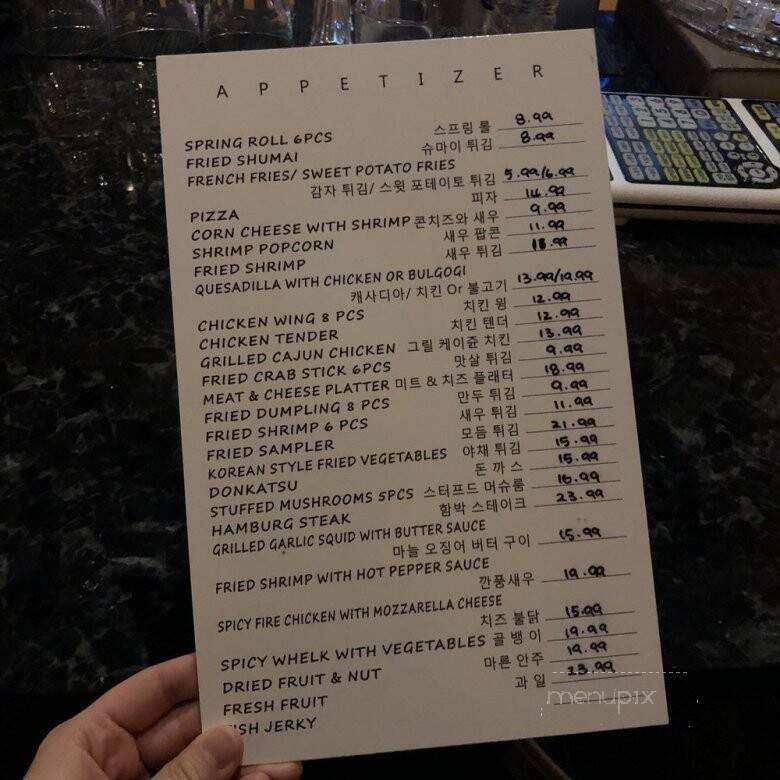 APPETIZER
SPRING ROLL 6PCS 스프링 롤 8.99
FRIED SHUMAI 슈마이 튀김 8.99
FRENCH FRIES/ SWEET POTATO FRIES
감자 튀김/ 스윗 포테이토 튀김 5.99/6.99
PIZZA 피자
CORN CHEESE WITH SHRIMP 콘치즈와 새우 9.99
SHRIMP POPCORN 새우 팝콘 11.99
FRIED SHRIMP 새우 튀김
QUESADILLA WITH CHICKEN OR BULGOGI
캐사디아/ 치킨 Or 불고기 13.99/19.99
CHICKEN WING 8 PCS 치킨 윙 12.99
CHICKEN TENDER 치킨 텐더 12.99
GRILLED CAJUN CHICKEN 그릴 케이쥰 치킨 13.99
FRIED CRAB STICK 6PCS 맛살 튀김 9.99
MEAT & CHEESE PLATTER 미트 & 치즈 플래터 18.99
FRIED DUMPLING 8 PCS 만두 튀김 9.99
FRIED SHRIMP 6 PCS 새우 튀김 11.99
FRIED SAMPLER 모듬 튀김 21.99
KOREAN STYLE FRIED VEGETABLES 야채 튀김 15.99
DONKATSU 돈 까 스 15.99
STUFFED MUSHROOMS 5PCS 스터프드 머슈룸 16.99
HAMBURG STEAK 함박 스테이크 23.99
GRILLED GARLIC SQUID WITH BUTTER SAUCE
마늘 오징어 버터 구이 15.99
FRIED SHRIMP WITH HOT PEPPER SAUCE
깐풍새우 19.99
SPICY FIRE CHICKEN WITH MOZZARELLA CHEESE
치즈 불닭 15.99
SPICY WHELK WITH VEGETABLES 골 뱅 이 19.99
DRIED FRUIT & NUT 마른 안주 19.99
FRESH FRUIT 과 일 23.99
JERKY
menupix